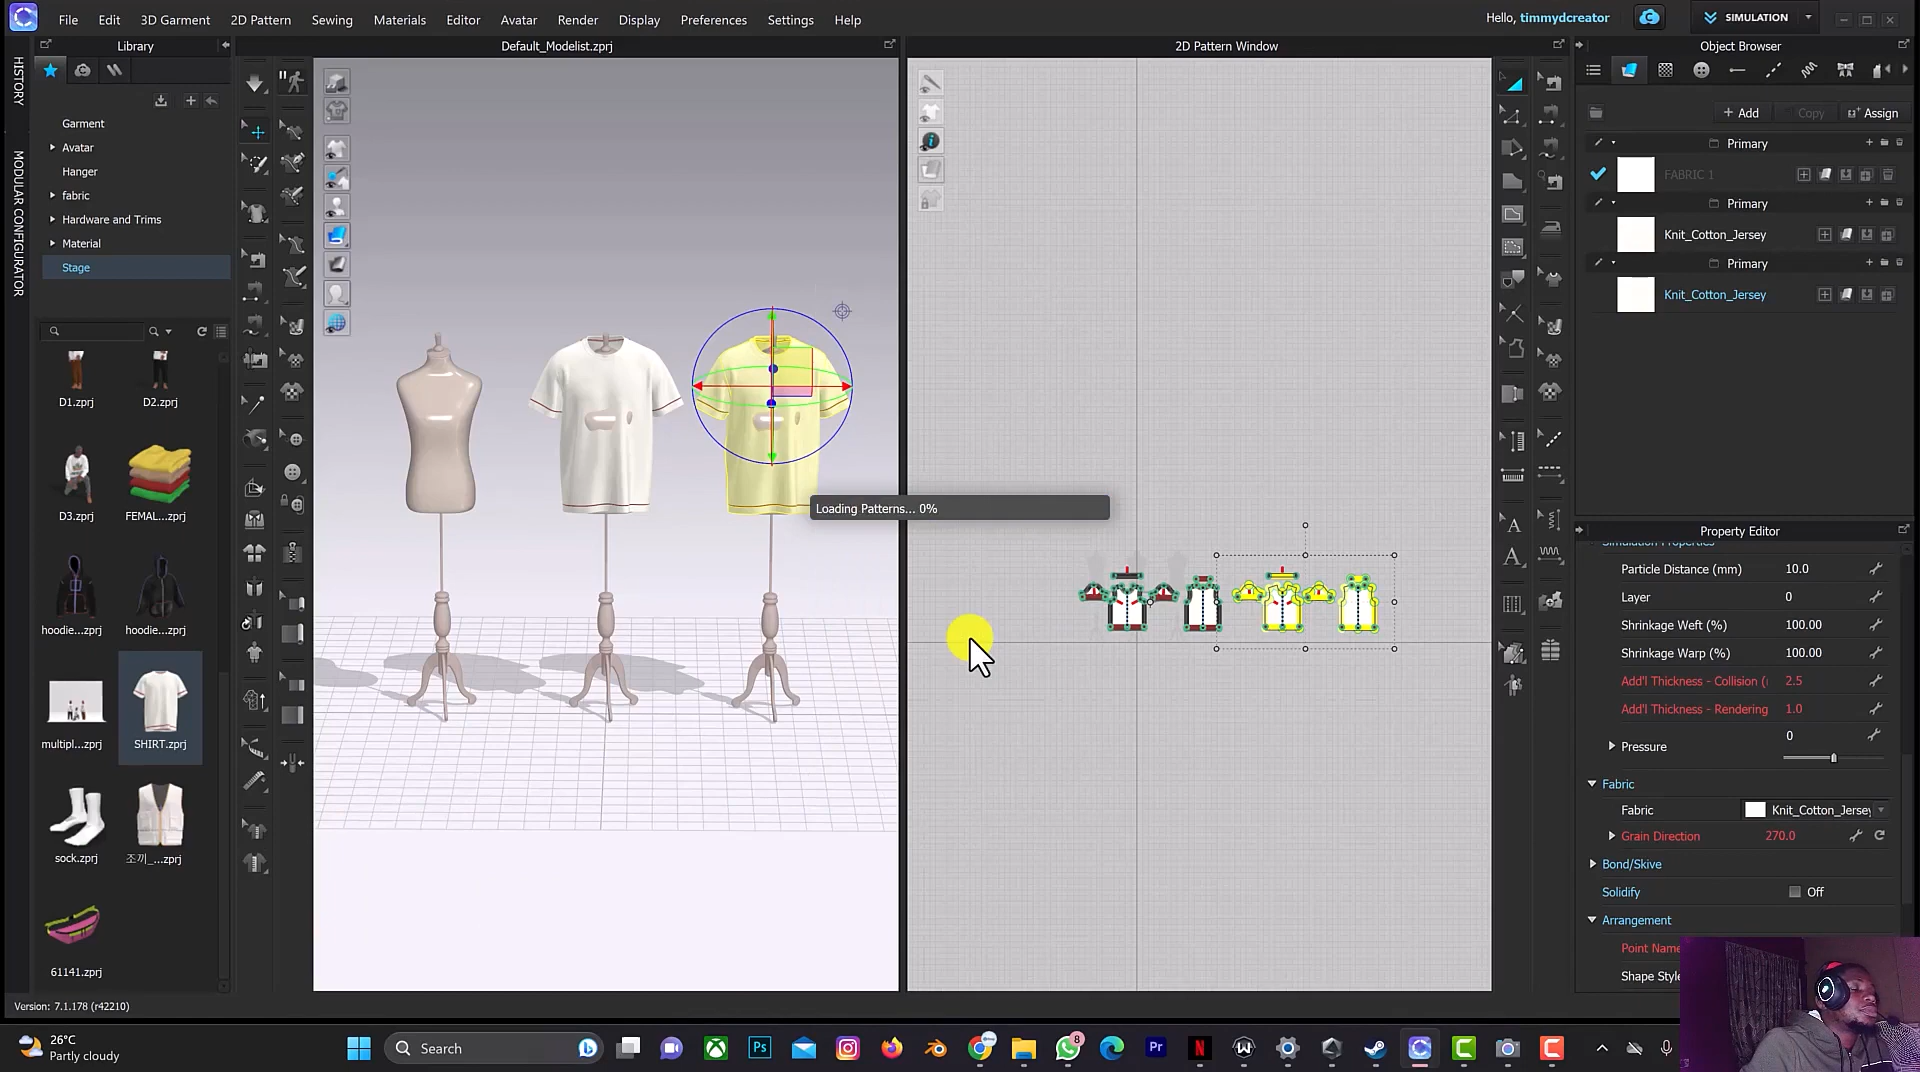 File Edit 3D Garment 2D Pattern Sewing Materials Editor Avatar Render Display Preferences Settings Help
Hello, timmydcreator
SIMULATION
HISTORY
MODULAR CONFIGURATOR
Library
Default_Modelist.zprj
2D Pattern Window
Object Browser
Garment
Avatar
Hanger
fabric
Hardware and Trims
Material
Stage
D1.zprj
D2.zprj
D3.zprj
FEMAL...zprj
hoodie...zprj
hoodie...zprj
multipl...zprj
SHIRT.zprj
sock.zprj
조끼_...zprj
61141.zprj
Version: 7.1.178 (r42210)
Loading Patterns... 0%
+ Add
Copy
Assign
Primary
FABRIC 1
Primary
Knit_Cotton_Jersey
Primary
Knit_Cotton_Jersey
Property Editor
Simulation Properties
Particle Distance (mm) 10.0
Layer 0
Shrinkage Weft (%) 100.00
Shrinkage Warp (%) 100.00
Add'l Thickness - Collision ( 2.5
Add'l Thickness - Rendering 1.0
Pressure 0
Fabric
Fabric Knit_Cotton_Jersey
Grain Direction 270.0
Bond/Skive
Solidify Off
Arrangement
Point Name
Shape Style
26°C
Partly cloudy
Search
Ps
8
Pr
N